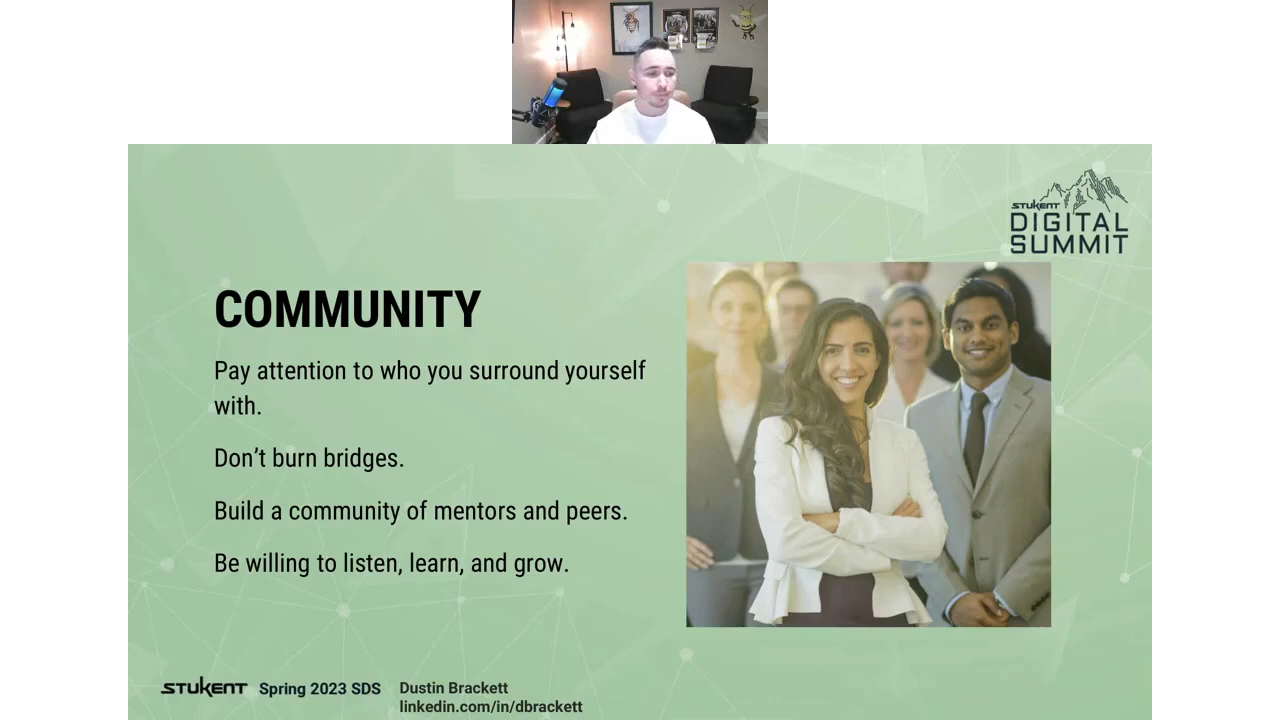 STUKENT
DIGITAL
SUMMIT
COMMUNITY
Pay attention to who you surround yourself
with.
Don’t burn bridges.
Build a community of mentors and peers.
Be willing to listen, learn, and grow.
STUKENT Spring 2023 SDS
Dustin Brackett
linkedin.com/in/dbrackett